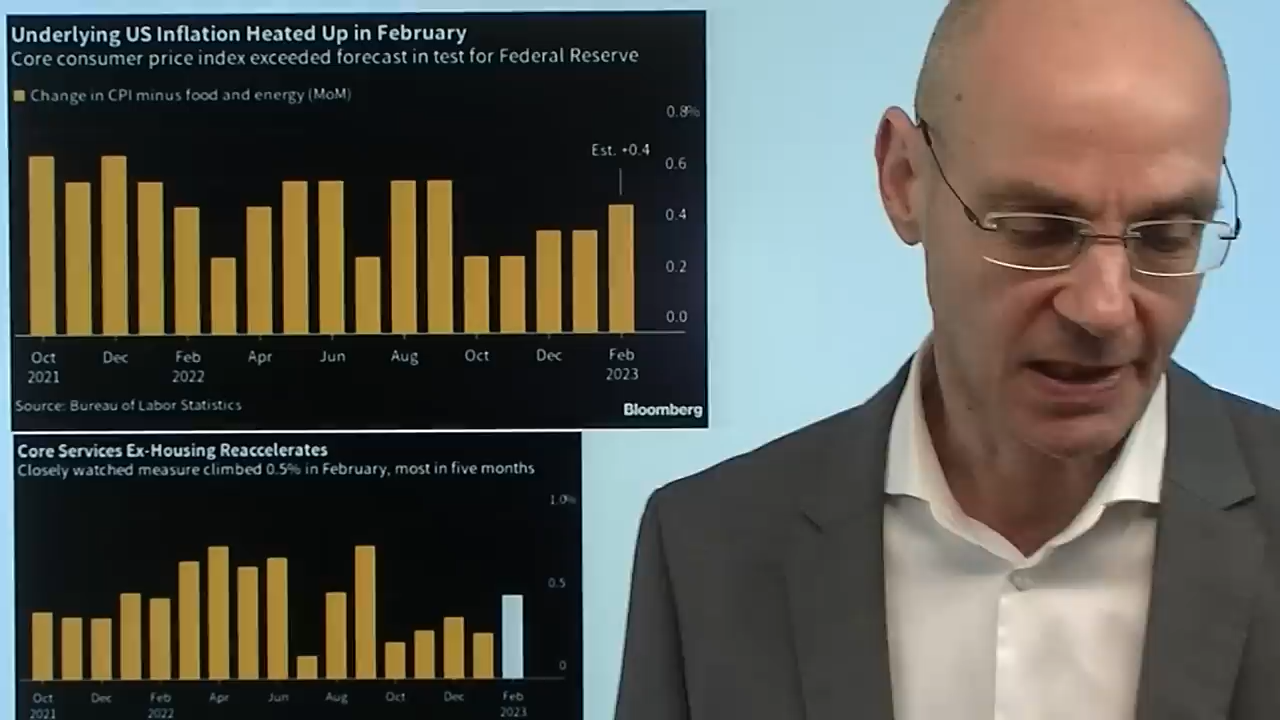 Underlying US Inflation Heated Up in February
Core consumer price index exceeded forecast in test for Federal Reserve
Change in CPI minus food and energy (MoM)
0.8%
Est. +0.4
0.6
0.4
0.2
0.0
Oct Dec Feb Apr Jun Aug Oct Dec Feb
2021 2022 2023
Source: Bureau of Labor Statistics
Bloomberg
Core Services Ex-Housing Reaccelerates
Closely watched measure climbed 0.5% in February, most in five months
1.0%
0.5
0
Oct Dec Feb Apr Jun Aug Oct Dec Feb
2021 2022 2023